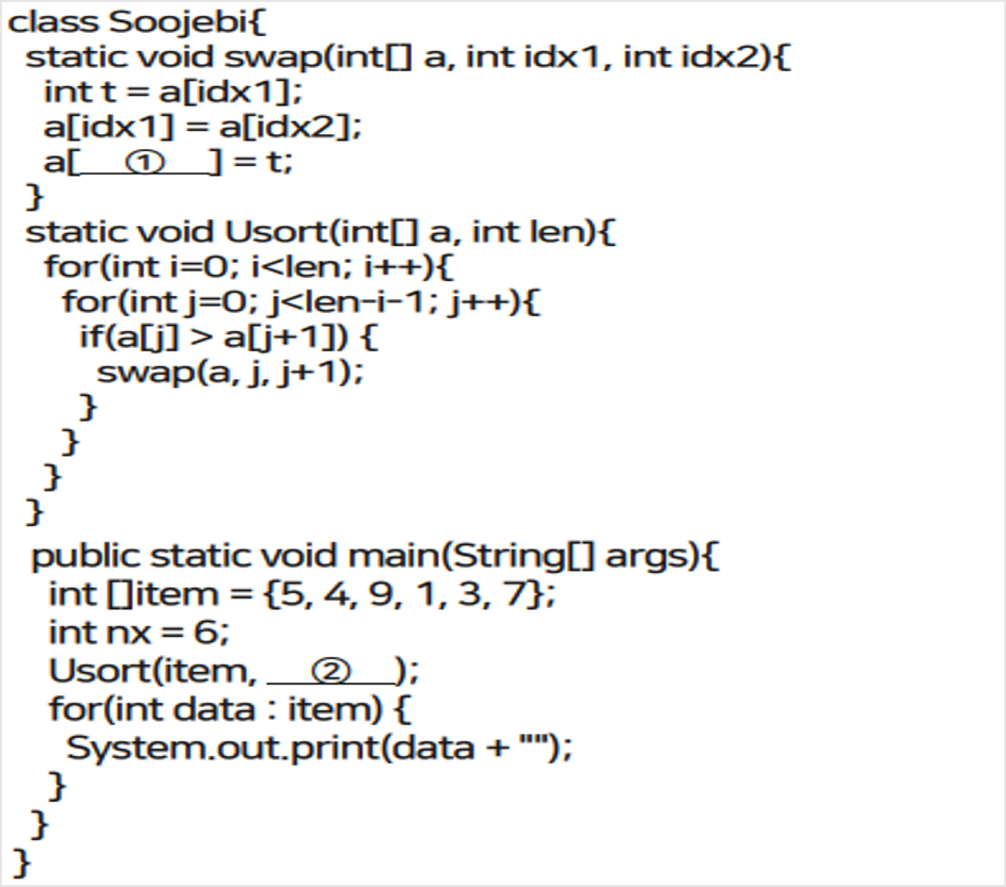 class Soojebi{
static void swap(int[] a, int idx1, int idx2){
int t = a[idx1];
a[idx1] = a[idx2];
a[___①___] = t;
}
static void Usort(int[] a, int len){
for(int i=0; i<len; i++){
for(int j=0; j<len-i-1; j++){
if(a[j] > a[j+1]) {
swap(a, j, j+1);
}
}
}
}
public static void main(String[] args){
int []item = {5, 4, 9, 1, 3, 7};
int nx = 6;
Usort(item, ___②___);
for(int data : item) {
System.out.print(data + "");
}
}
}